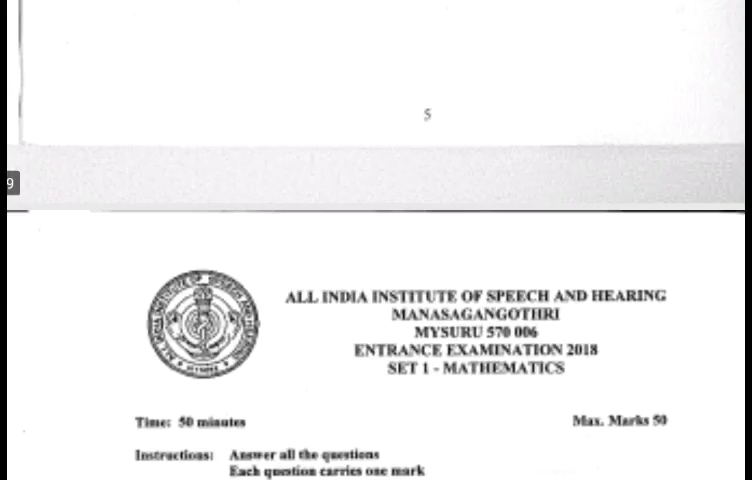 5
9
ALL INDIA INSTITUTE OF SPEECH AND HEARING
MANASAGANGOTHRI
MYSURU 570 006
ENTRANCE EXAMINATION 2018
SET 1 - MATHEMATICS
Time: 50 minutes Max. Marks 50
Instructions: Answer all the questions
Each question carries one mark